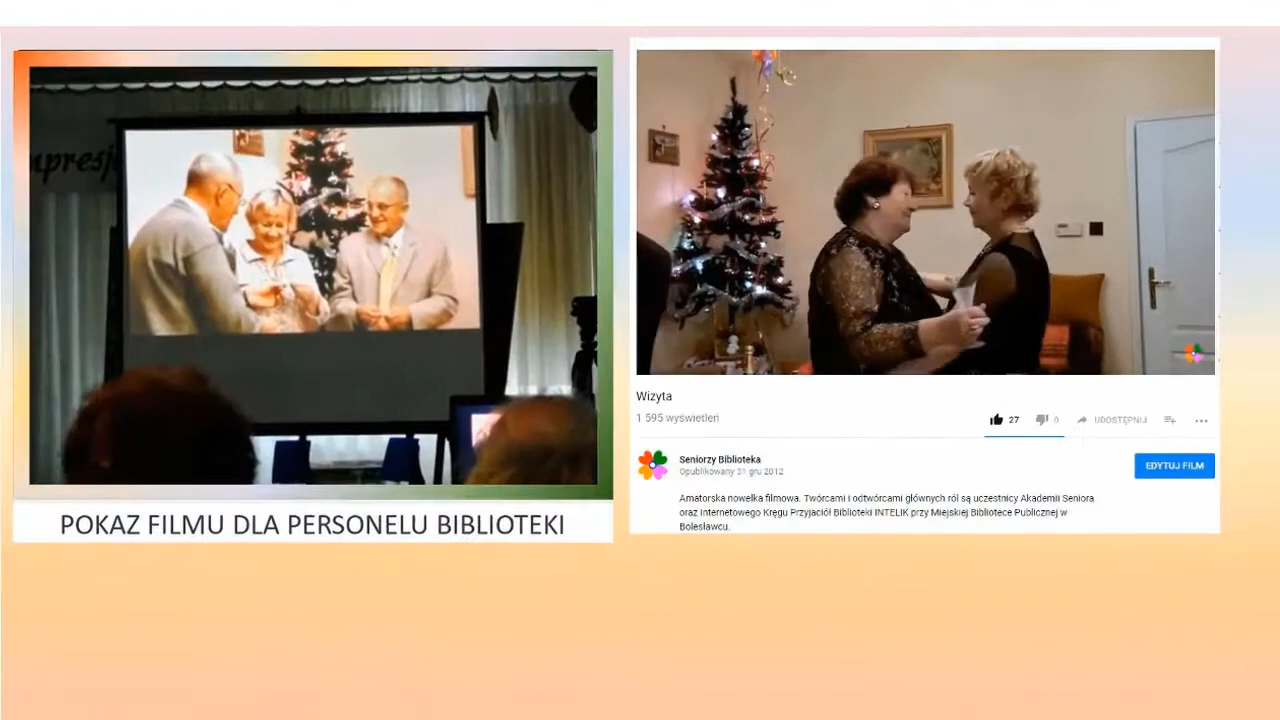 POKAZ FILMU DLA PERSONELU BIBLIOTEKI
Wizyta
1 595 wyświetleń
27
0
UDOSTĘPNIJ
Seniorzy Biblioteka
Opublikowany 31 gru 2012
EDYTUJ FILM
Amatorska nowelka filmowa. Twórcami i odtwórcami głównych ról są uczestnicy Akademii Seniora
oraz Internetowego Kręgu Przyjaciół Biblioteki INTELIK przy Miejskiej Bibliotece Publicznej w
Bolesławcu.